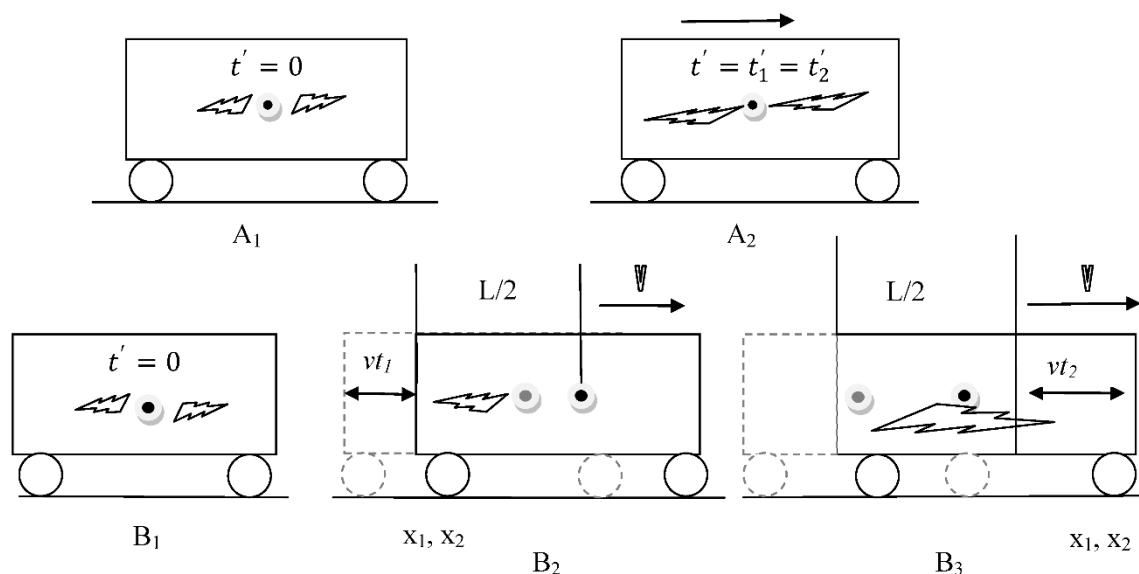 t′ = 0
t′ = t′₁ = t′₂
A₁
A₂
L/2
V
L/2
V
t′ = 0
vt₁
vt₂
B₁
x₁, x₂
B₂
B₃
x₁, x₂